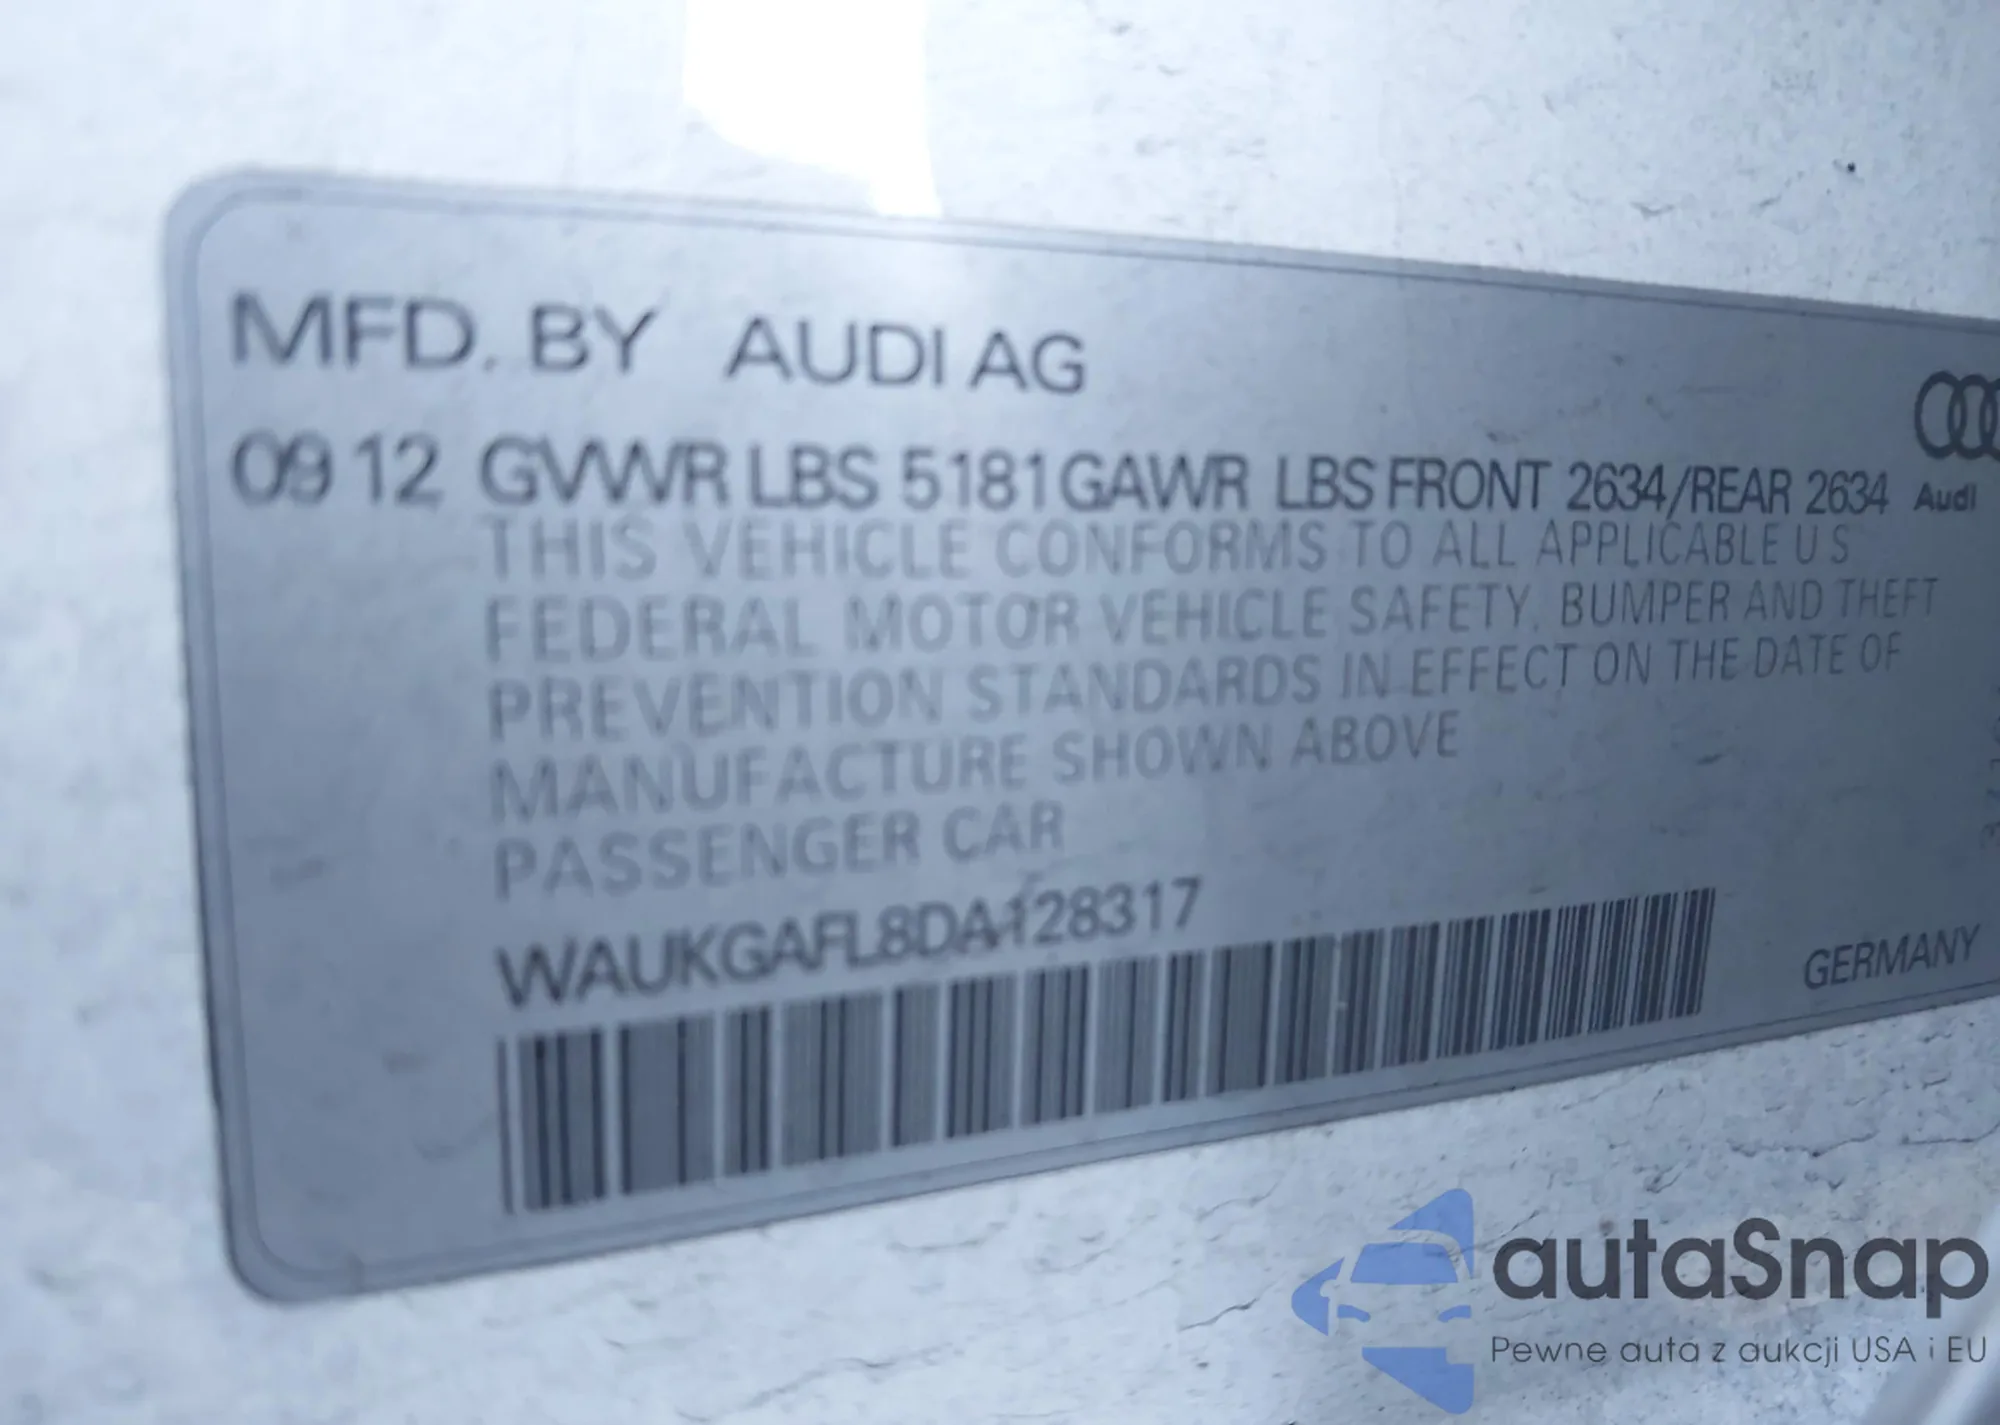 MFD. BY AUDI AG
09 12 GVWR LBS 5181 GAWR LBS FRONT 2634/REAR 2634
Audi
THIS VEHICLE CONFORMS TO ALL APPLICABLE U S
FEDERAL MOTOR VEHICLE SAFETY, BUMPER AND THEFT
PREVENTION STANDARDS IN EFFECT ON THE DATE OF
MANUFACTURE SHOWN ABOVE
PASSENGER CAR
WAUKGAFL8DA128317
GERMANY
autaSnap
Pewne auta z aukcji USA i EU